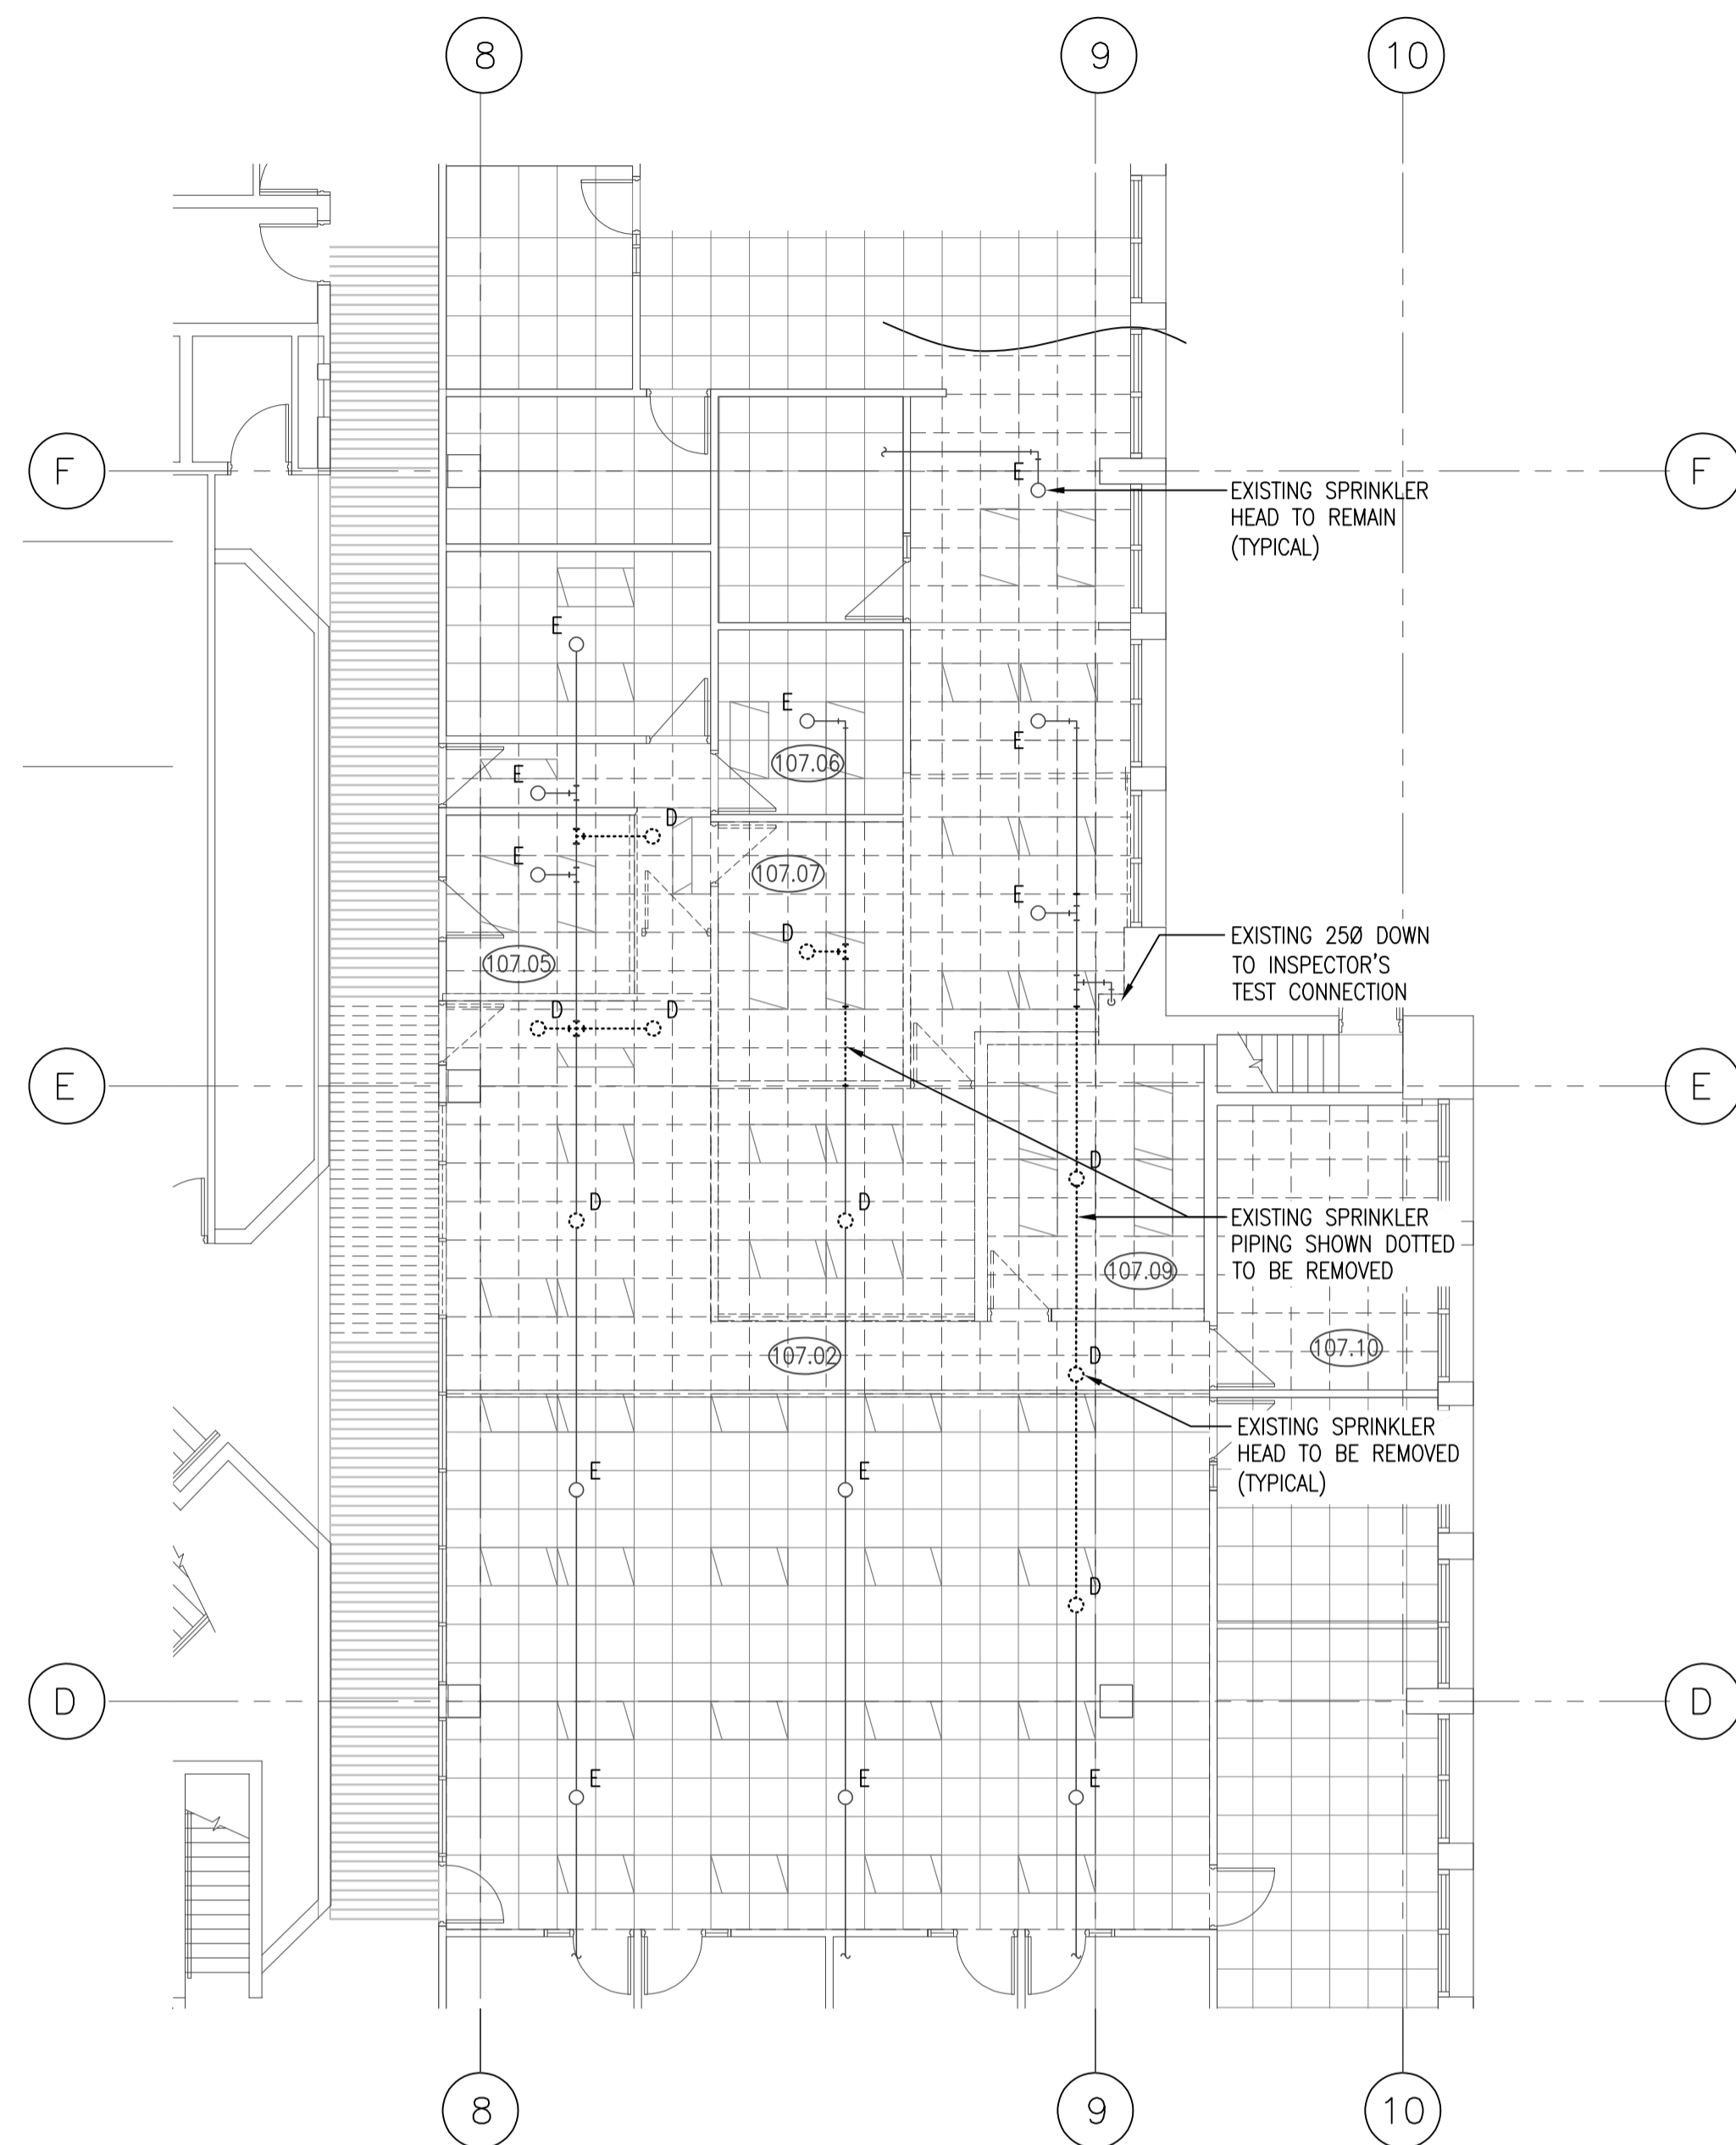 8
9
10
F
F
E
EXISTING SPRINKLER
HEAD TO REMAIN
(TYPICAL)
E
E
E
107.06
E
D
E
107.07
E
D
EXISTING 25Ø DOWN
TO INSPECTOR'S
TEST CONNECTION
107.05
D
D
E
E
D
D
D
EXISTING SPRINKLER
PIPING SHOWN DOTTED
TO BE REMOVED
107.09
107.02
D
107.10
EXISTING SPRINKLER
HEAD TO BE REMOVED
(TYPICAL)
E
E
D
D
D
E
E
E
8
9
10